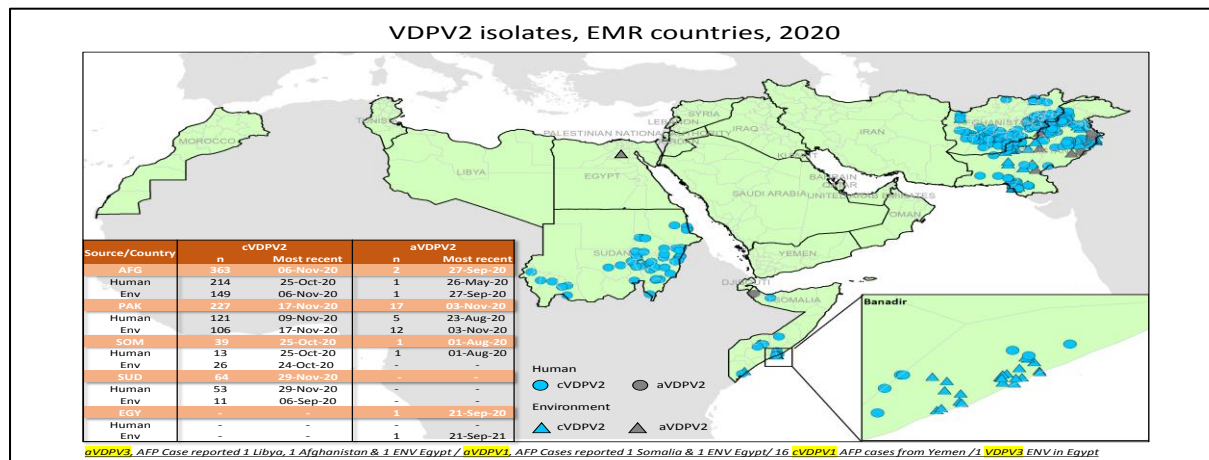 VDPV2 isolates, EMR countries, 2020
MOROCCO
TUNISIA
LIBYA
EGYPT
PALESTINIAN NATIONAL AUTHORITY
LEBANON
SYRIA
IRAQ
IRAN
AFGHANISTAN
BAHRAIN
QATAR
SAUDI ARABIA
UNITED ARAB EMIRATES
OMAN
YEMEN
SUDAN
DJIBOUTI
SOMALIA
Source/Country cVDPV2 aVDPV2
n Most recent n Most recent
AFG 363 06-Nov-20 2 27-Sep-20
Human 214 25-Oct-20 1 26-May-20
Env 149 06-Nov-20 1 27-Sep-20
PAK 227 17-Nov-20 17 03-Nov-20
Human 121 09-Nov-20 5 23-Aug-20
Env 106 17-Nov-20 12 03-Nov-20
SOM 39 25-Oct-20 1 01-Aug-20
Human 13 25-Oct-20 1 01-Aug-20
Env 26 24-Oct-20 - -
SUD 64 29-Nov-20 - -
Human 53 29-Nov-20 - -
Env 11 06-Sep-20 - -
EGY - - 1 21-Sep-20
Human - - - -
Env - - 1 21-Sep-21
Human
cVDPV2 aVDPV2
Environment
cVDPV2 aVDPV2
Banadir
aVDPV3, AFP Case reported 1 Libya, 1 Afghanistan & 1 ENV Egypt / aVDPV1, AFP Cases reported 1 Somalia & 1 ENV Egypt/ 16 cVDPV1 AFP cases from Yemen /1 VDPV3 ENV in Egypt